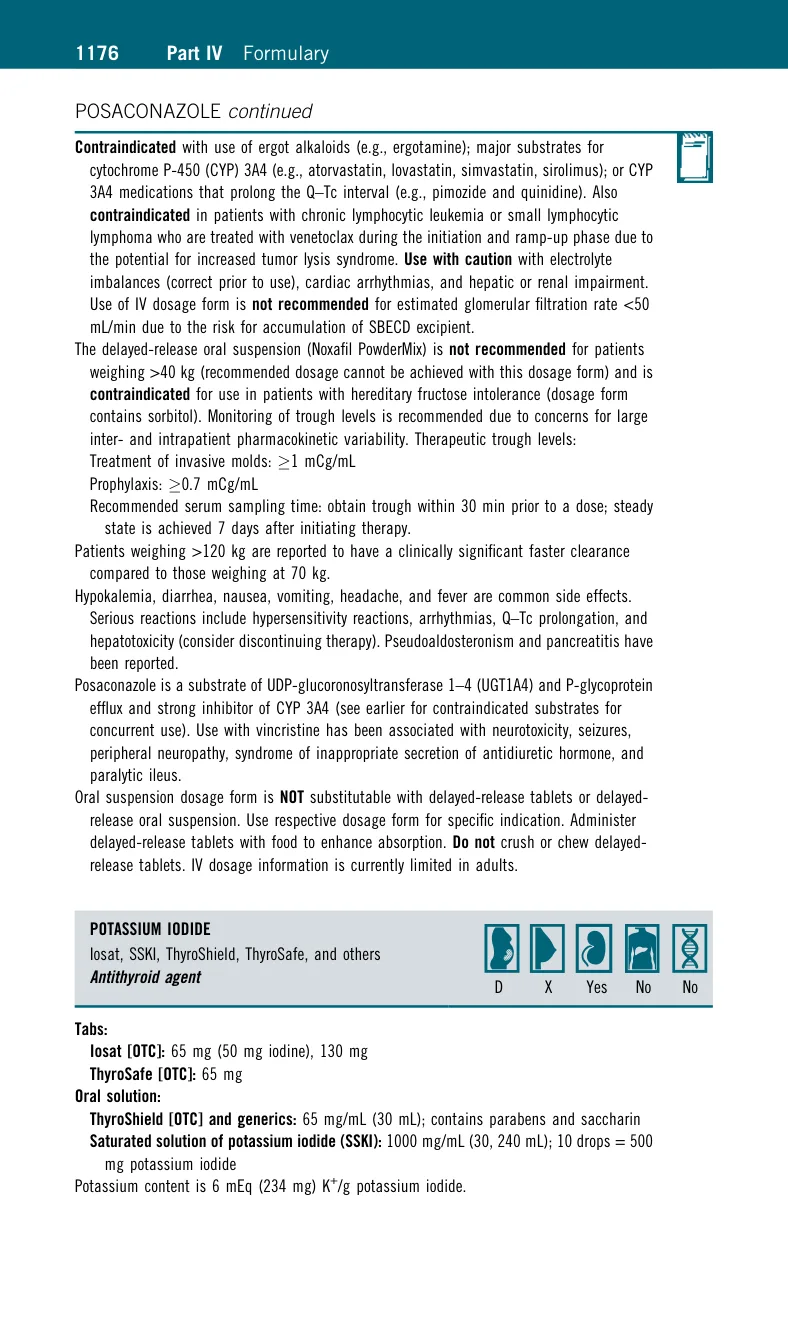 1176 Part IV Formulary
POSACONAZOLE continued
Contraindicated with use of ergot alkaloids (e.g., ergotamine); major substrates for
cytochrome P-450 (CYP) 3A4 (e.g., atorvastatin, lovastatin, simvastatin, sirolimus); or CYP
3A4 medications that prolong the Q–Tc interval (e.g., pimozide and quinidine). Also
contraindicated in patients with chronic lymphocytic leukemia or small lymphocytic
lymphoma who are treated with venetoclax during the initiation and ramp-up phase due to
the potential for increased tumor lysis syndrome. Use with caution with electrolyte
imbalances (correct prior to use), cardiac arrhythmias, and hepatic or renal impairment.
Use of IV dosage form is not recommended for estimated glomerular filtration rate <50
mL/min due to the risk for accumulation of SBECD excipient.
The delayed-release oral suspension (Noxafil PowderMix) is not recommended for patients
weighing >40 kg (recommended dosage cannot be achieved with this dosage form) and is
contraindicated for use in patients with hereditary fructose intolerance (dosage form
contains sorbitol). Monitoring of trough levels is recommended due to concerns for large
inter- and intrapatient pharmacokinetic variability. Therapeutic trough levels:
Treatment of invasive molds: ≥1 mCg/mL
Prophylaxis: ≥0.7 mCg/mL
Recommended serum sampling time: obtain trough within 30 min prior to a dose; steady
state is achieved 7 days after initiating therapy.
Patients weighing >120 kg are reported to have a clinically significant faster clearance
compared to those weighing at 70 kg.
Hypokalemia, diarrhea, nausea, vomiting, headache, and fever are common side effects.
Serious reactions include hypersensitivity reactions, arrhythmias, Q–Tc prolongation, and
hepatotoxicity (consider discontinuing therapy). Pseudoaldosteronism and pancreatitis have
been reported.
Posaconazole is a substrate of UDP-glucoronosyltransferase 1–4 (UGT1A4) and P-glycoprotein
efflux and strong inhibitor of CYP 3A4 (see earlier for contraindicated substrates for
concurrent use). Use with vincristine has been associated with neurotoxicity, seizures,
peripheral neuropathy, syndrome of inappropriate secretion of antidiuretic hormone, and
paralytic ileus.
Oral suspension dosage form is NOT substitutable with delayed-release tablets or delayed-
release oral suspension. Use respective dosage form for specific indication. Administer
delayed-release tablets with food to enhance absorption. Do not crush or chew delayed-
release tablets. IV dosage information is currently limited in adults.
POTASSIUM IODIDE
Iosat, SSKI, ThyroShield, ThyroSafe, and others
Antithyroid agent
D X Yes No No
Tabs:
Iosat [OTC]: 65 mg (50 mg iodine), 130 mg
ThyroSafe [OTC]: 65 mg
Oral solution:
ThyroShield [OTC] and generics: 65 mg/mL (30 mL); contains parabens and saccharin
Saturated solution of potassium iodide (SSKI): 1000 mg/mL (30, 240 mL); 10 drops = 500
mg potassium iodide
Potassium content is 6 mEq (234 mg) K⁺/g potassium iodide.